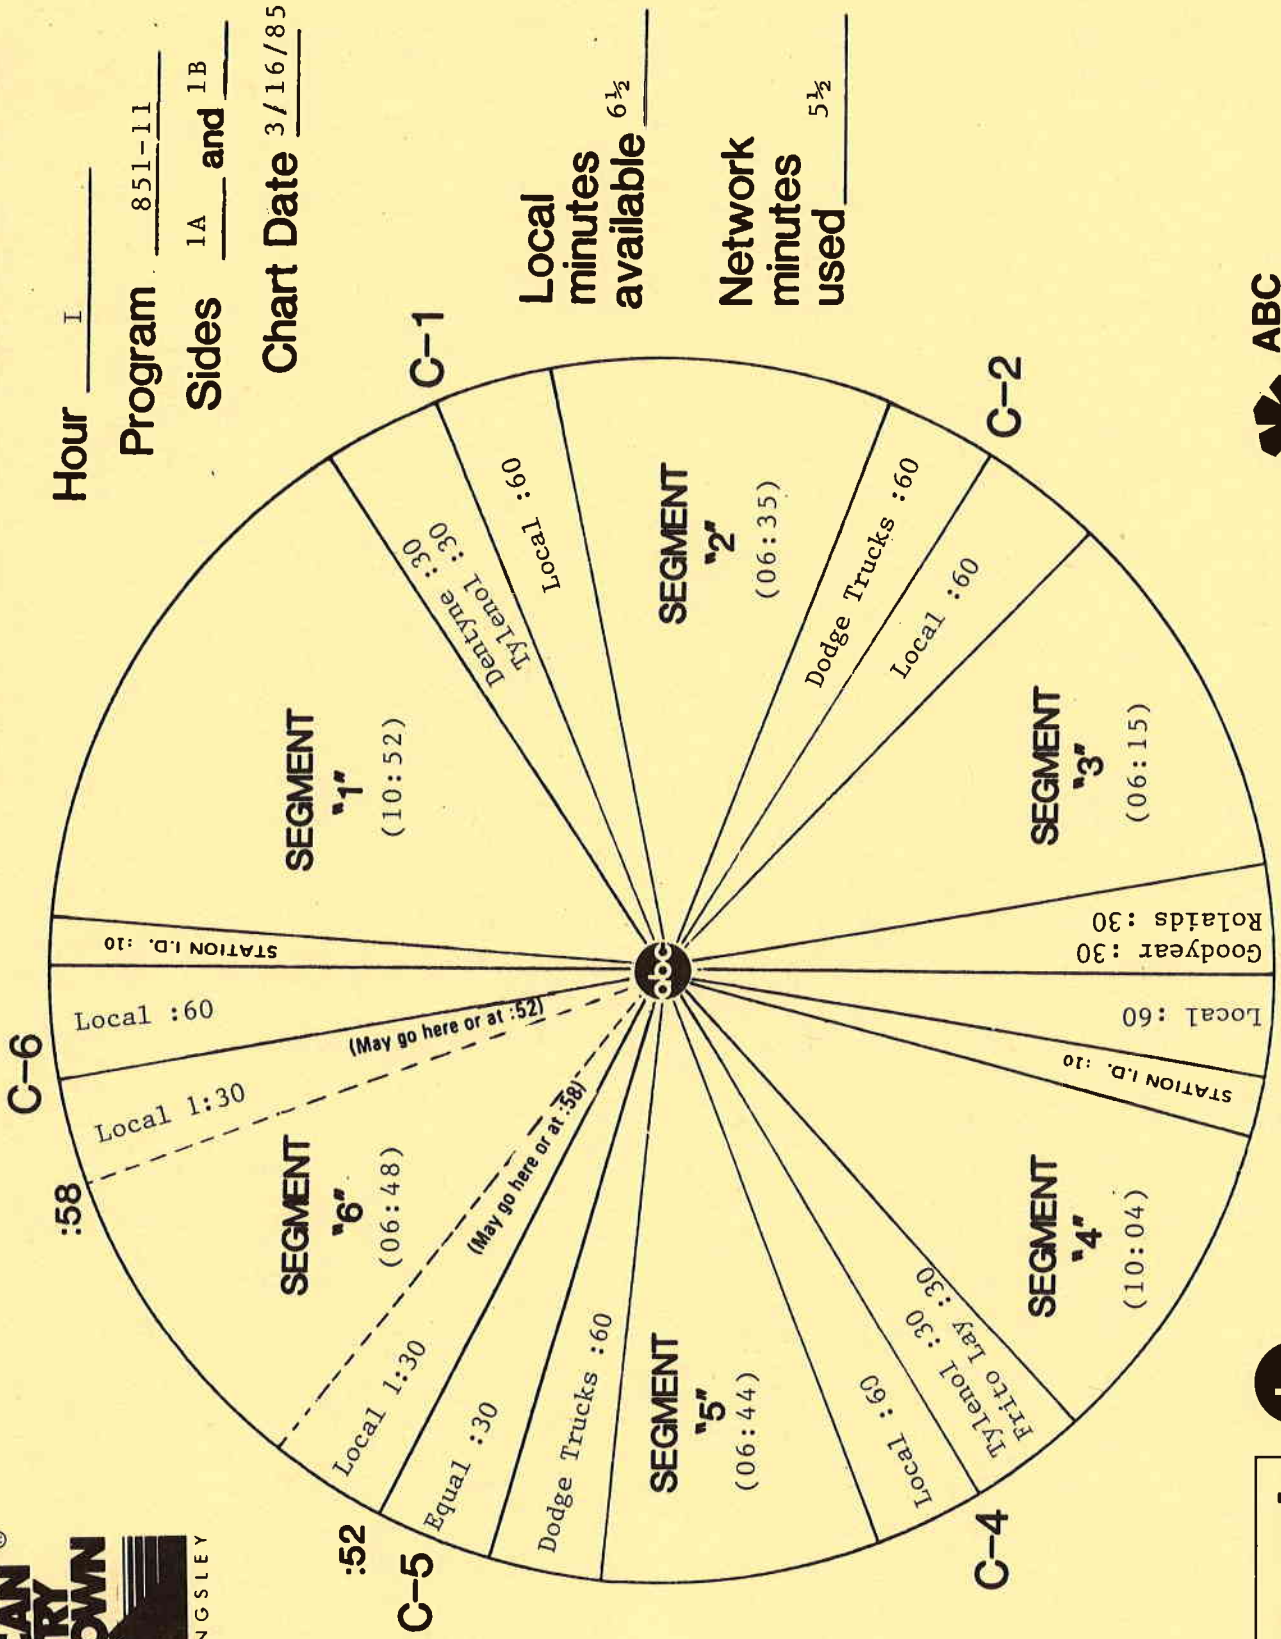 Hour I
Program 851-11
Sides 1A and 1B
Chart Date 3/16/85
Local
minutes
available 6½
Network
minutes
used 5½
SEGMENT
"1"
(10:52)
C-1
Dentyne :30
Tylenol :30
Local :60
SEGMENT
"2"
(06:35)
C-2
Dodge Trucks :60
Local :60
SEGMENT
"3"
(06:15)
Rolaids :30
Goodyear :30
Local :60
STATION I.D. :10
SEGMENT
"4"
(10:04)
C-4
Frito Lay :30
Tylenol :30
Local :60
SEGMENT
"5"
(06:44)
C-5
Dodge Trucks :60
Equal :30
:52
Local 1:30
(May go here or at :58)
SEGMENT
"6"
(06:48)
:58
Local 1:30
(May go here or at :52)
C-6
Local :60
STATION I.D. :10
abc
ABC